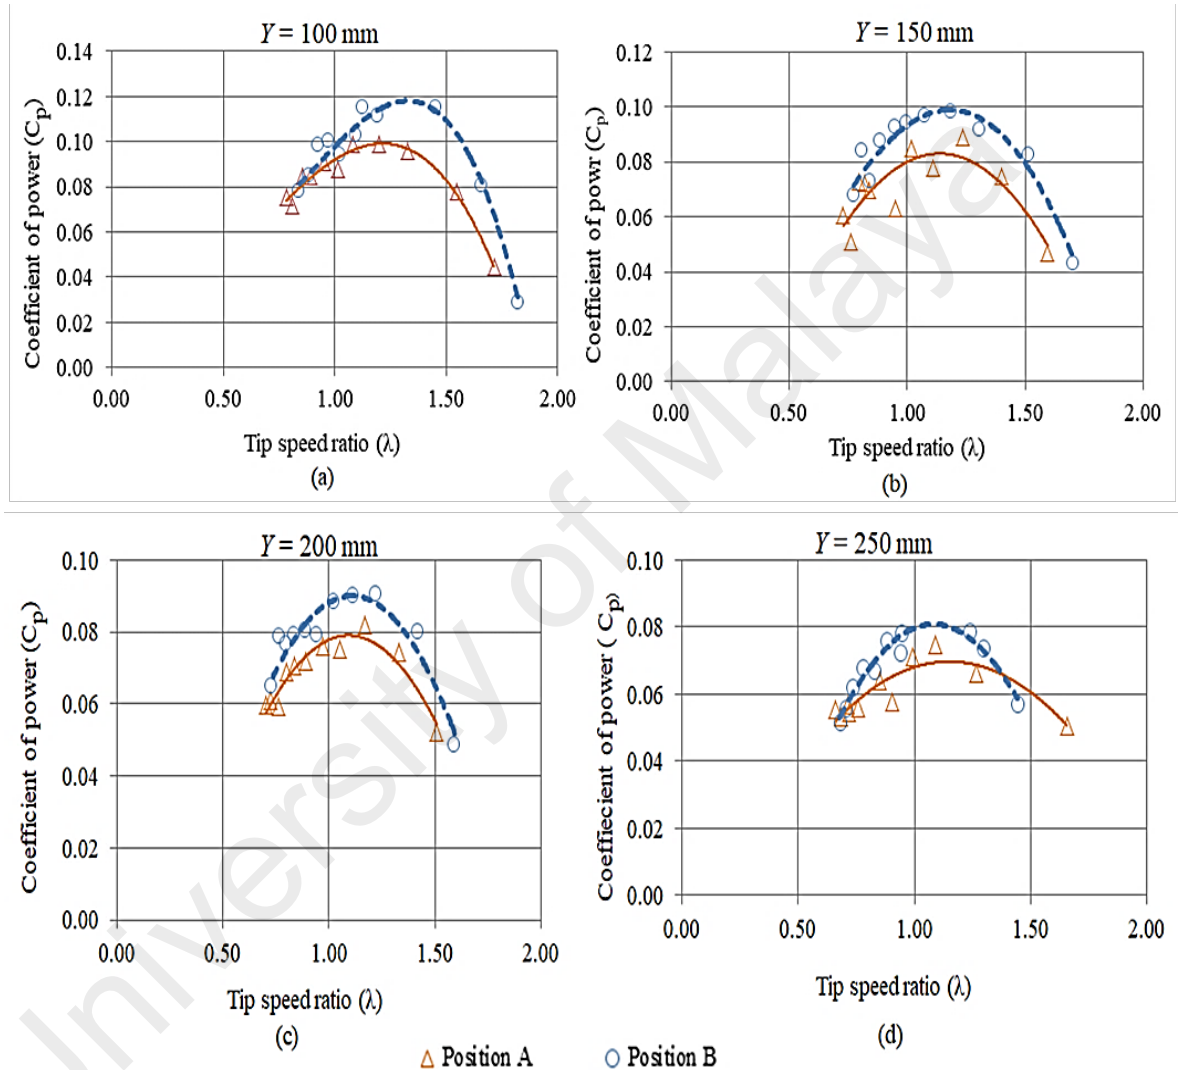 Y = 100 mm
Coefficient of power (Cp)
0.14
0.12
0.10
0.08
0.06
0.04
0.02
0.00
0.00 0.50 1.00 1.50 2.00
Tip speed ratio (λ)
(a)
Y = 150 mm
Coefficient of power (Cp)
0.12
0.10
0.08
0.06
0.04
0.02
0.00
0.00 0.50 1.00 1.50 2.00
Tip speed ratio (λ)
(b)
Y = 200 mm
Coefficient of power (Cp)
0.10
0.08
0.06
0.04
0.02
0.00
0.00 0.50 1.00 1.50 2.00
Tip speed ratio (λ)
(c)
Y = 250 mm
Coeffiecient of power ( Cp)
0.10
0.08
0.06
0.04
0.02
0.00
0.00 0.50 1.00 1.50 2.00
Tip speed ratio (λ)
(d)
Position A Position B
University of Malaya